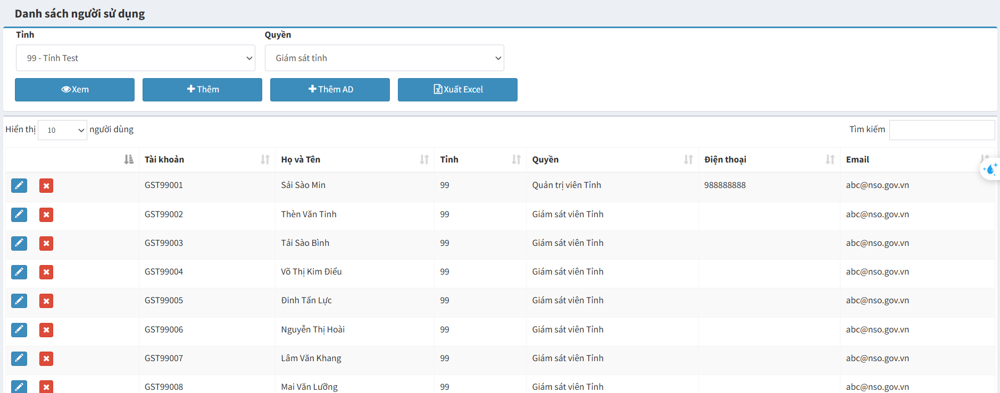 Danh sách người sử dụng
Tỉnh Quyền
99 - Tỉnh Test Giám sát tỉnh
Xem Thêm Thêm AD Xuất Excel
Hiển thị 10 người dùng Tìm kiếm
Tài khoản Họ và Tên Tỉnh Quyền Điện thoại Email
GST99001 Sải Sào Min 99 Quản trị viên Tỉnh 988888888 abc@nso.gov.vn
GST99002 Thèn Văn Tinh 99 Giám sát viên Tỉnh abc@nso.gov.vn
GST99003 Tải Sào Bình 99 Giám sát viên Tỉnh abc@nso.gov.vn
GST99004 Võ Thị Kim Điểu 99 Giám sát viên Tỉnh abc@nso.gov.vn
GST99005 Đinh Tấn Lực 99 Giám sát viên Tỉnh abc@nso.gov.vn
GST99006 Nguyễn Thị Hoài 99 Giám sát viên Tỉnh abc@nso.gov.vn
GST99007 Lâm Văn Khang 99 Giám sát viên Tỉnh abc@nso.gov.vn
GST99008 Mai Văn Lưỡng 99 Giám sát viên Tỉnh abc@nso.gov.vn